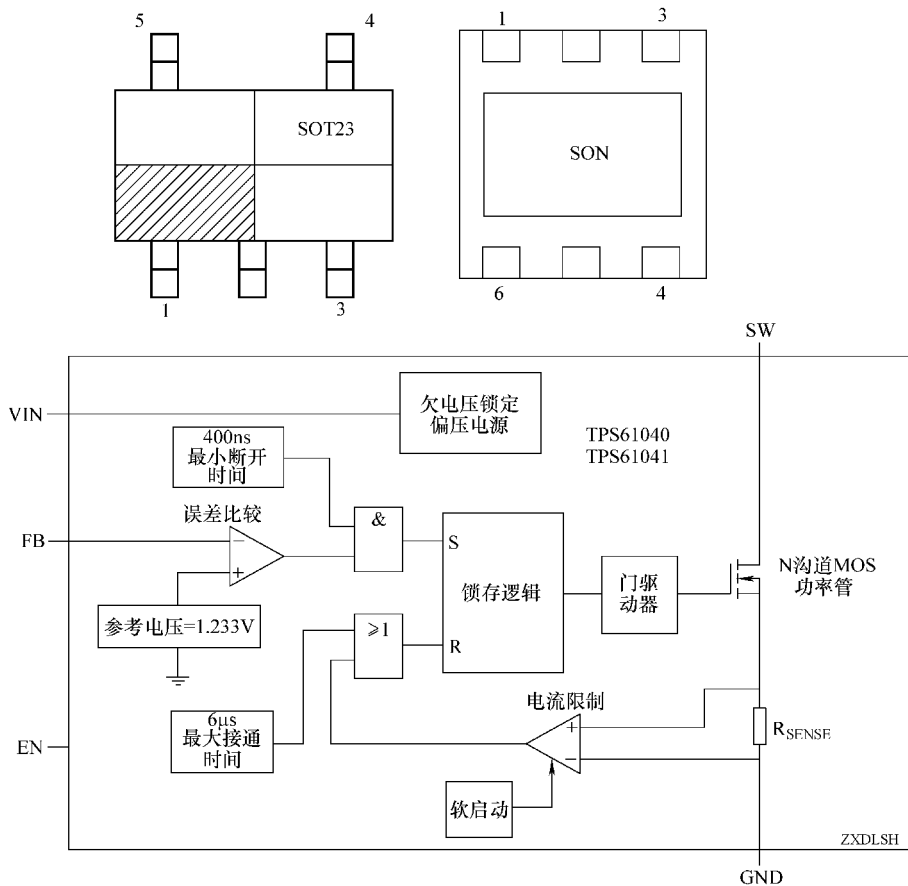 5
4
SOT23
1
3
1
3
SON
6
4
SW
VIN
欠电压锁定
偏压电源
TPS61040
TPS61041
400ns
最小断开
时间
误差比较
FB
−
+
&
S
锁存逻辑
门驱
动器
N沟道MOS
功率管
参考电压=1.233V
≥1
R
6μs
最大接通
时间
EN
电流限制
+
−
RSENSE
软启动
ZXDLSH
GND